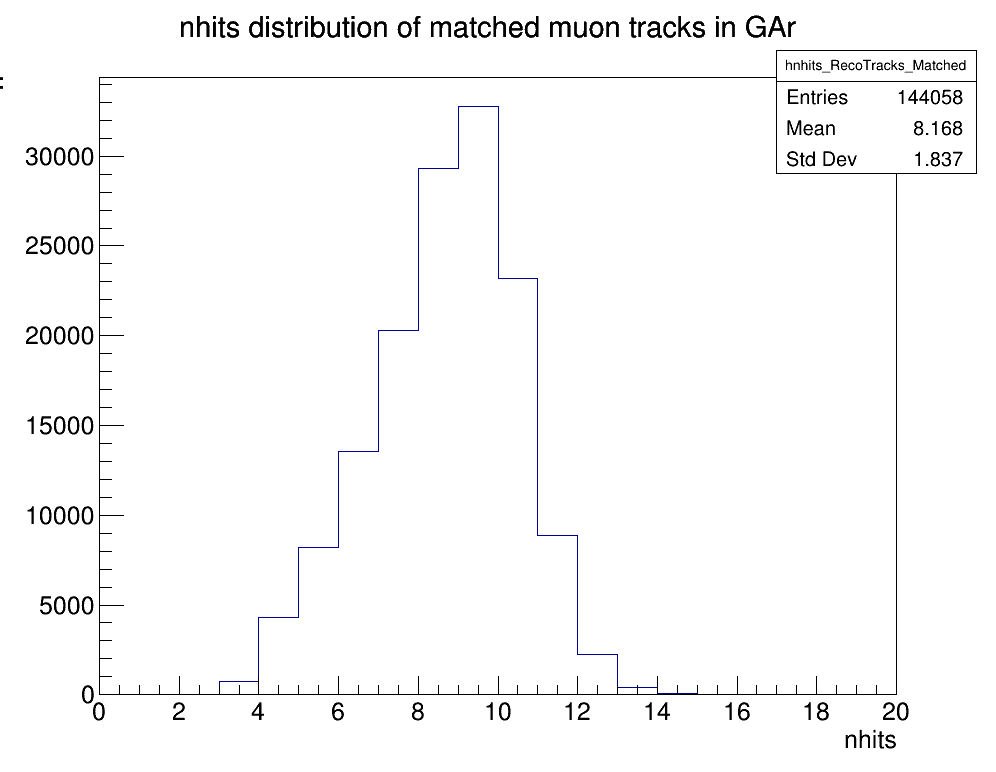 nhits distribution of matched muon tracks in GAr
hnhits_RecoTracks_Matched
Entries 144058
Mean 8.168
Std Dev 1.837
30000
25000
20000
15000
10000
5000
0
0 2 4 6 8 10 12 14 16 18 20
nhits